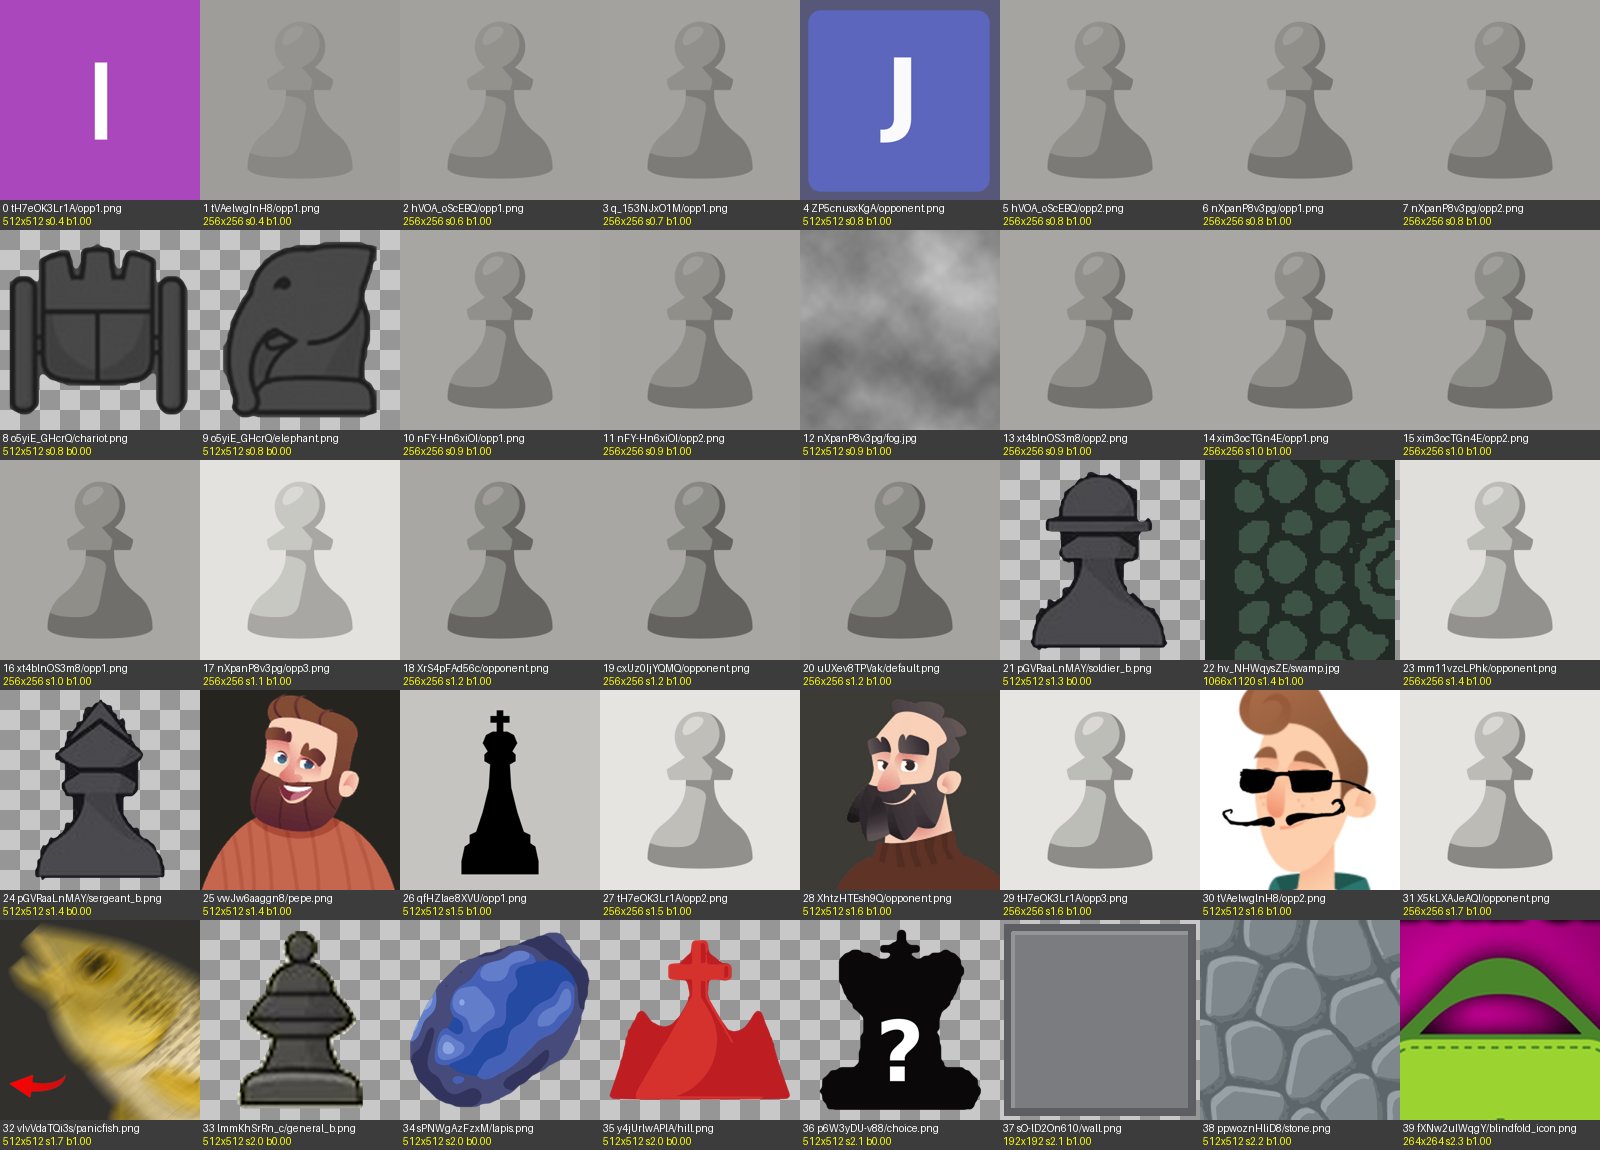 I
J
0 tH7eOK3Lr1A/opp1.png
512x512 s0.4 b1.00
1 tVAeIwgInH8/opp1.png
256x256 s0.4 b1.00
2 hVOA_oScEBQ/opp1.png
256x256 s0.6 b1.00
3 q_153NJxO1M/opp1.png
256x256 s0.7 b1.00
4 ZP5cnusxKgA/opponent.png
512x512 s0.8 b1.00
5 hVOA_oScEBQ/opp2.png
256x256 s0.8 b1.00
6 nXpanP8v3pg/opp1.png
256x256 s0.8 b1.00
7 nXpanP8v3pg/opp2.png
256x256 s0.8 b1.00
8 o5yiE_GHcrQ/chariot.png
512x512 s0.8 b0.00
9 o5yiE_GHcrQ/elephant.png
512x512 s0.8 b0.00
10 nFY-Hn6xiOI/opp1.png
256x256 s0.9 b1.00
11 nFY-Hn6xiOI/opp2.png
256x256 s0.9 b1.00
12 nXpanP8v3pg/fog.jpg
512x512 s0.9 b1.00
13 xt4bInOS3m8/opp2.png
256x256 s0.9 b1.00
14 xim3ocTGn4E/opp1.png
256x256 s1.0 b1.00
15 xim3ocTGn4E/opp2.png
256x256 s1.0 b1.00
16 xt4bInOS3m8/opp1.png
256x256 s1.0 b1.00
17 nXpanP8v3pg/opp3.png
256x256 s1.1 b1.00
18 XrS4pFAd56c/opponent.png
256x256 s1.2 b1.00
19 cxUz0IjYQMQ/opponent.png
256x256 s1.2 b1.00
20 uUXev8TPVak/default.png
256x256 s1.2 b1.00
21 pGVRaaLnMAY/soldier_b.png
512x512 s1.3 b0.00
22 hv_NHWqysZE/swamp.jpg
1066x1120 s1.4 b1.00
23 mm11vzcLPhk/opponent.png
256x256 s1.4 b1.00
24 pGVRaaLnMAY/sergeant_b.png
512x512 s1.4 b0.00
25 vwJw6aaggn8/pepe.png
512x512 s1.4 b1.00
26 qfHZIae8XVU/opp1.png
512x512 s1.5 b1.00
27 tH7eOK3Lr1A/opp2.png
256x256 s1.5 b1.00
28 XhtzHTEsh9Q/opponent.png
512x512 s1.6 b1.00
29 tH7eOK3Lr1A/opp3.png
256x256 s1.6 b1.00
30 tVAeIwgInH8/opp2.png
512x512 s1.6 b1.00
31 X5kLXAJeAQI/opponent.png
256x256 s1.7 b1.00
?
32 vIvVdaTQi3s/panicfish.png
512x512 s1.7 b1.00
33 ImmKhSrRn_c/general_b.png
512x512 s2.0 b0.00
34 sPNWgAzFzxM/lapis.png
512x512 s2.0 b0.00
35 y4jUrIwAPIA/hill.png
512x512 s2.0 b0.00
36 p6W3yDU-v88/choice.png
512x512 s2.1 b0.00
37 sO-ID2On610/wall.png
192x192 s2.1 b1.00
38 ppwoznHIiD8/stone.png
512x512 s2.2 b1.00
39 fXNw2uIWqgY/blindfold_icon.png
264x264 s2.3 b1.00